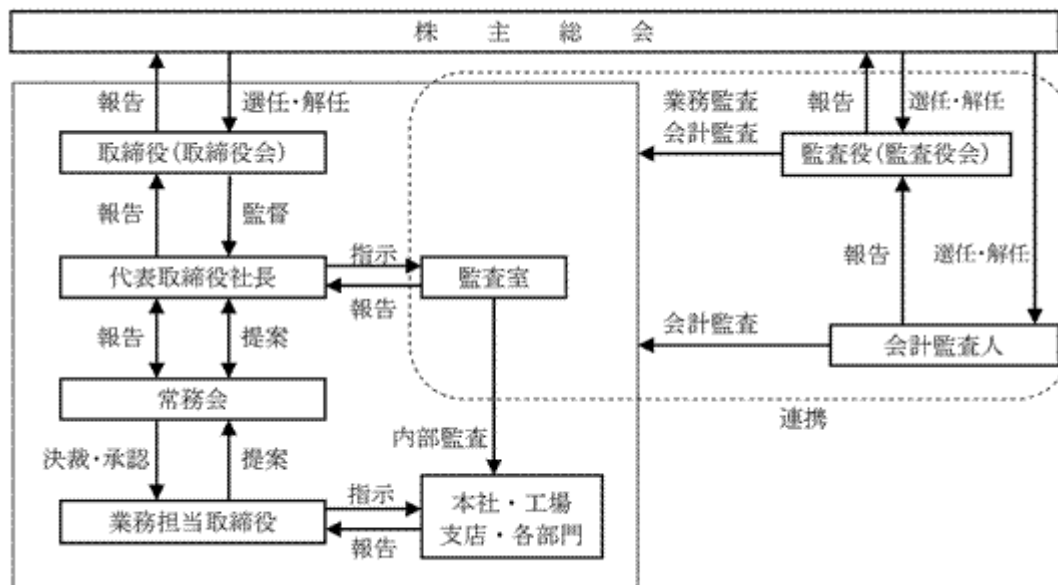 株主総会
報告
選任・解任
業務監査
会計監査
報告
選任・解任
取締役(取締役会)
監査役(監査役会)
報告
監督
指示
報告
選任・解任
代表取締役社長
監査室
報告
報告
提案
会計監査
会計監査人
常務会
連携
決裁・承認
提案
内部監査
指示
本社・工場
支店・各部門
業務担当取締役
報告